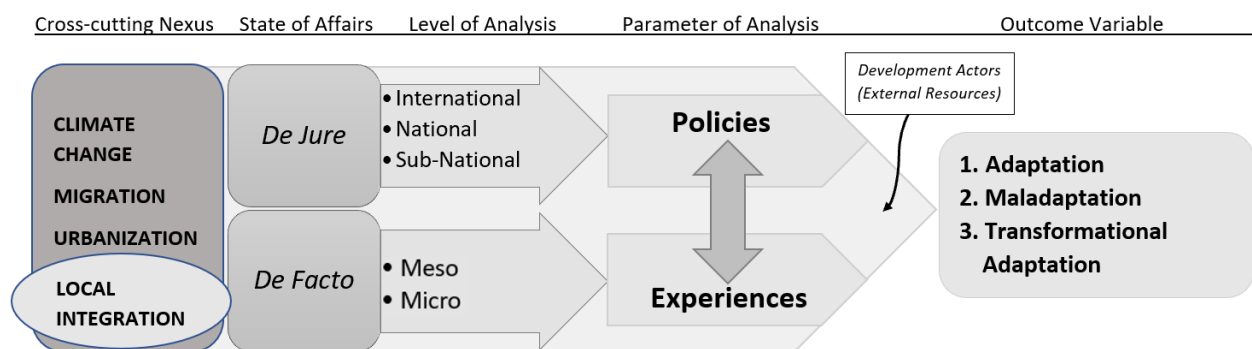 Cross-cutting Nexus
State of Affairs
Level of Analysis
Parameter of Analysis
Outcome Variable
CLIMATE
CHANGE
MIGRATION
URBANIZATION
LOCAL
INTEGRATION
De Jure
De Facto
• International
• National
• Sub-National
• Meso
• Micro
Policies
Experiences
Development Actors
(External Resources)
1. Adaptation
2. Maladaptation
3. Transformational
Adaptation